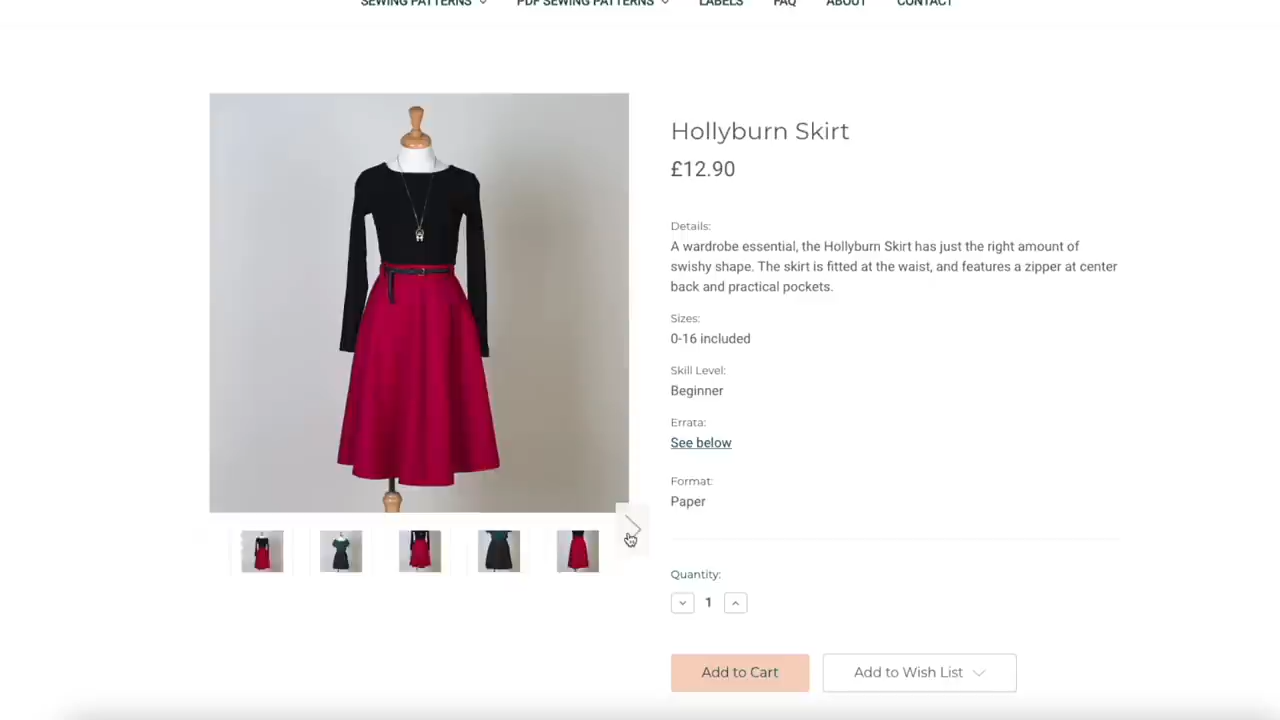 SEWING PATTERNS PDF SEWING PATTERNS LABELS FAQ ABOUT CONTACT
Hollyburn Skirt
£12.90
Details:
A wardrobe essential, the Hollyburn Skirt has just the right amount of
swishy shape. The skirt is fitted at the waist, and features a zipper at center
back and practical pockets.
Sizes:
0-16 included
Skill Level:
Beginner
Errata:
See below
Format:
Paper
Quantity:
1
Add to Cart
Add to Wish List